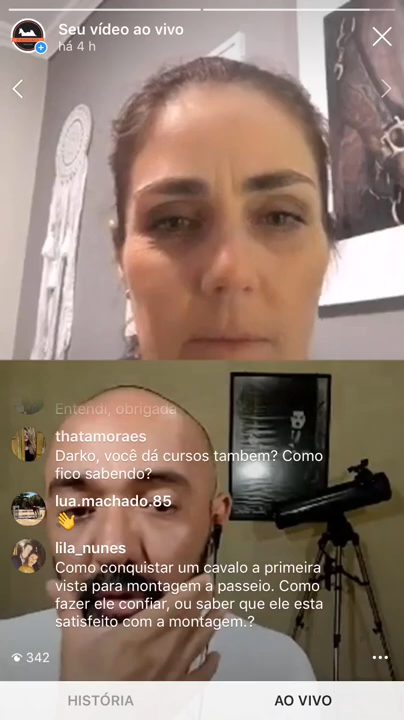 Seu vídeo ao vivo
há 4 h
Entendi, obrigada
thatamoraes
Darko, você dá cursos tambem? Como
fico sabendo?
lua.machado.85
👋
lila_nunes
Como conquistar um cavalo a primeira
vista para montagem a passeio. Como
fazer ele confiar, ou saber que ele esta
satisfeito com a montagem.?
342
HISTÓRIA
AO VIVO